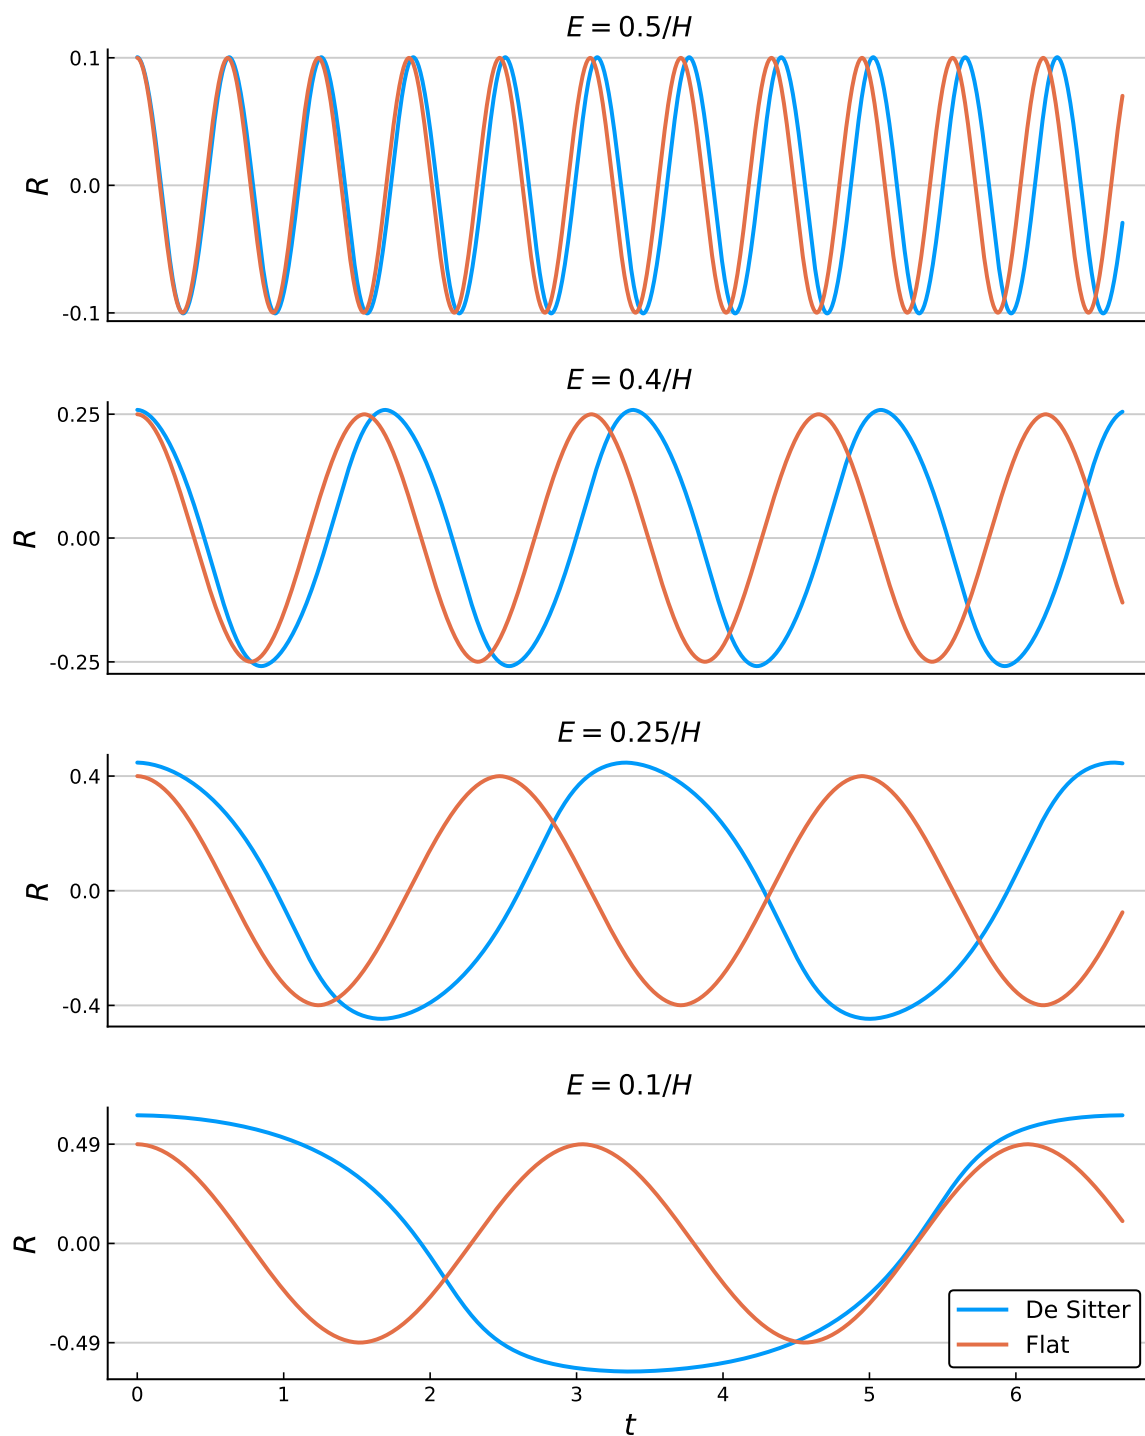 E = 0.5/H
0.1
R
0.0
-0.1
E = 0.4/H
0.25
R
0.00
-0.25
E = 0.25/H
0.4
R
0.0
-0.4
E = 0.1/H
0.49
R
0.00
-0.49
De Sitter
Flat
0 1 2 3 4 5 6
t